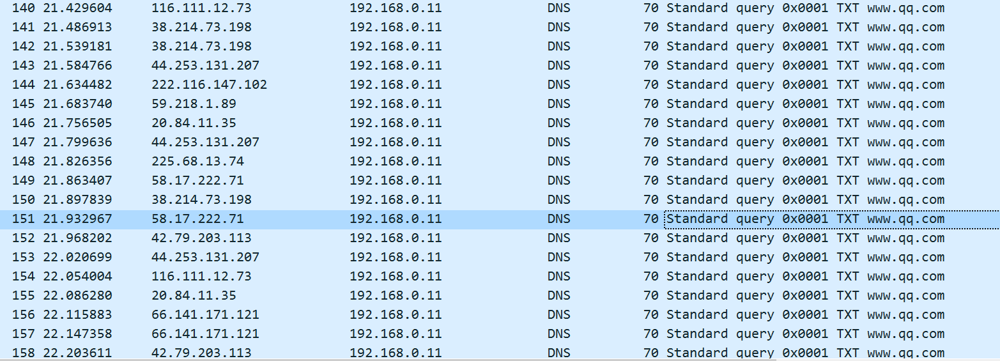 140 21.429604 116.111.12.73 192.168.0.11 DNS 70 Standard query 0x0001 TXT www.qq.com
141 21.486913 38.214.73.198 192.168.0.11 DNS 70 Standard query 0x0001 TXT www.qq.com
142 21.539181 38.214.73.198 192.168.0.11 DNS 70 Standard query 0x0001 TXT www.qq.com
143 21.584766 44.253.131.207 192.168.0.11 DNS 70 Standard query 0x0001 TXT www.qq.com
144 21.634482 222.116.147.102 192.168.0.11 DNS 70 Standard query 0x0001 TXT www.qq.com
145 21.683740 59.218.1.89 192.168.0.11 DNS 70 Standard query 0x0001 TXT www.qq.com
146 21.756505 20.84.11.35 192.168.0.11 DNS 70 Standard query 0x0001 TXT www.qq.com
147 21.799636 44.253.131.207 192.168.0.11 DNS 70 Standard query 0x0001 TXT www.qq.com
148 21.826356 225.68.13.74 192.168.0.11 DNS 70 Standard query 0x0001 TXT www.qq.com
149 21.863407 58.17.222.71 192.168.0.11 DNS 70 Standard query 0x0001 TXT www.qq.com
150 21.897839 38.214.73.198 192.168.0.11 DNS 70 Standard query 0x0001 TXT www.qq.com
151 21.932967 58.17.222.71 192.168.0.11 DNS 70 Standard query 0x0001 TXT www.qq.com
152 21.968202 42.79.203.113 192.168.0.11 DNS 70 Standard query 0x0001 TXT www.qq.com
153 22.020699 44.253.131.207 192.168.0.11 DNS 70 Standard query 0x0001 TXT www.qq.com
154 22.054004 116.111.12.73 192.168.0.11 DNS 70 Standard query 0x0001 TXT www.qq.com
155 22.086280 20.84.11.35 192.168.0.11 DNS 70 Standard query 0x0001 TXT www.qq.com
156 22.115883 66.141.171.121 192.168.0.11 DNS 70 Standard query 0x0001 TXT www.qq.com
157 22.147358 66.141.171.121 192.168.0.11 DNS 70 Standard query 0x0001 TXT www.qq.com
158 22.203611 42.79.203.113 192.168.0.11 DNS 70 Standard query 0x0001 TXT www.qq.com